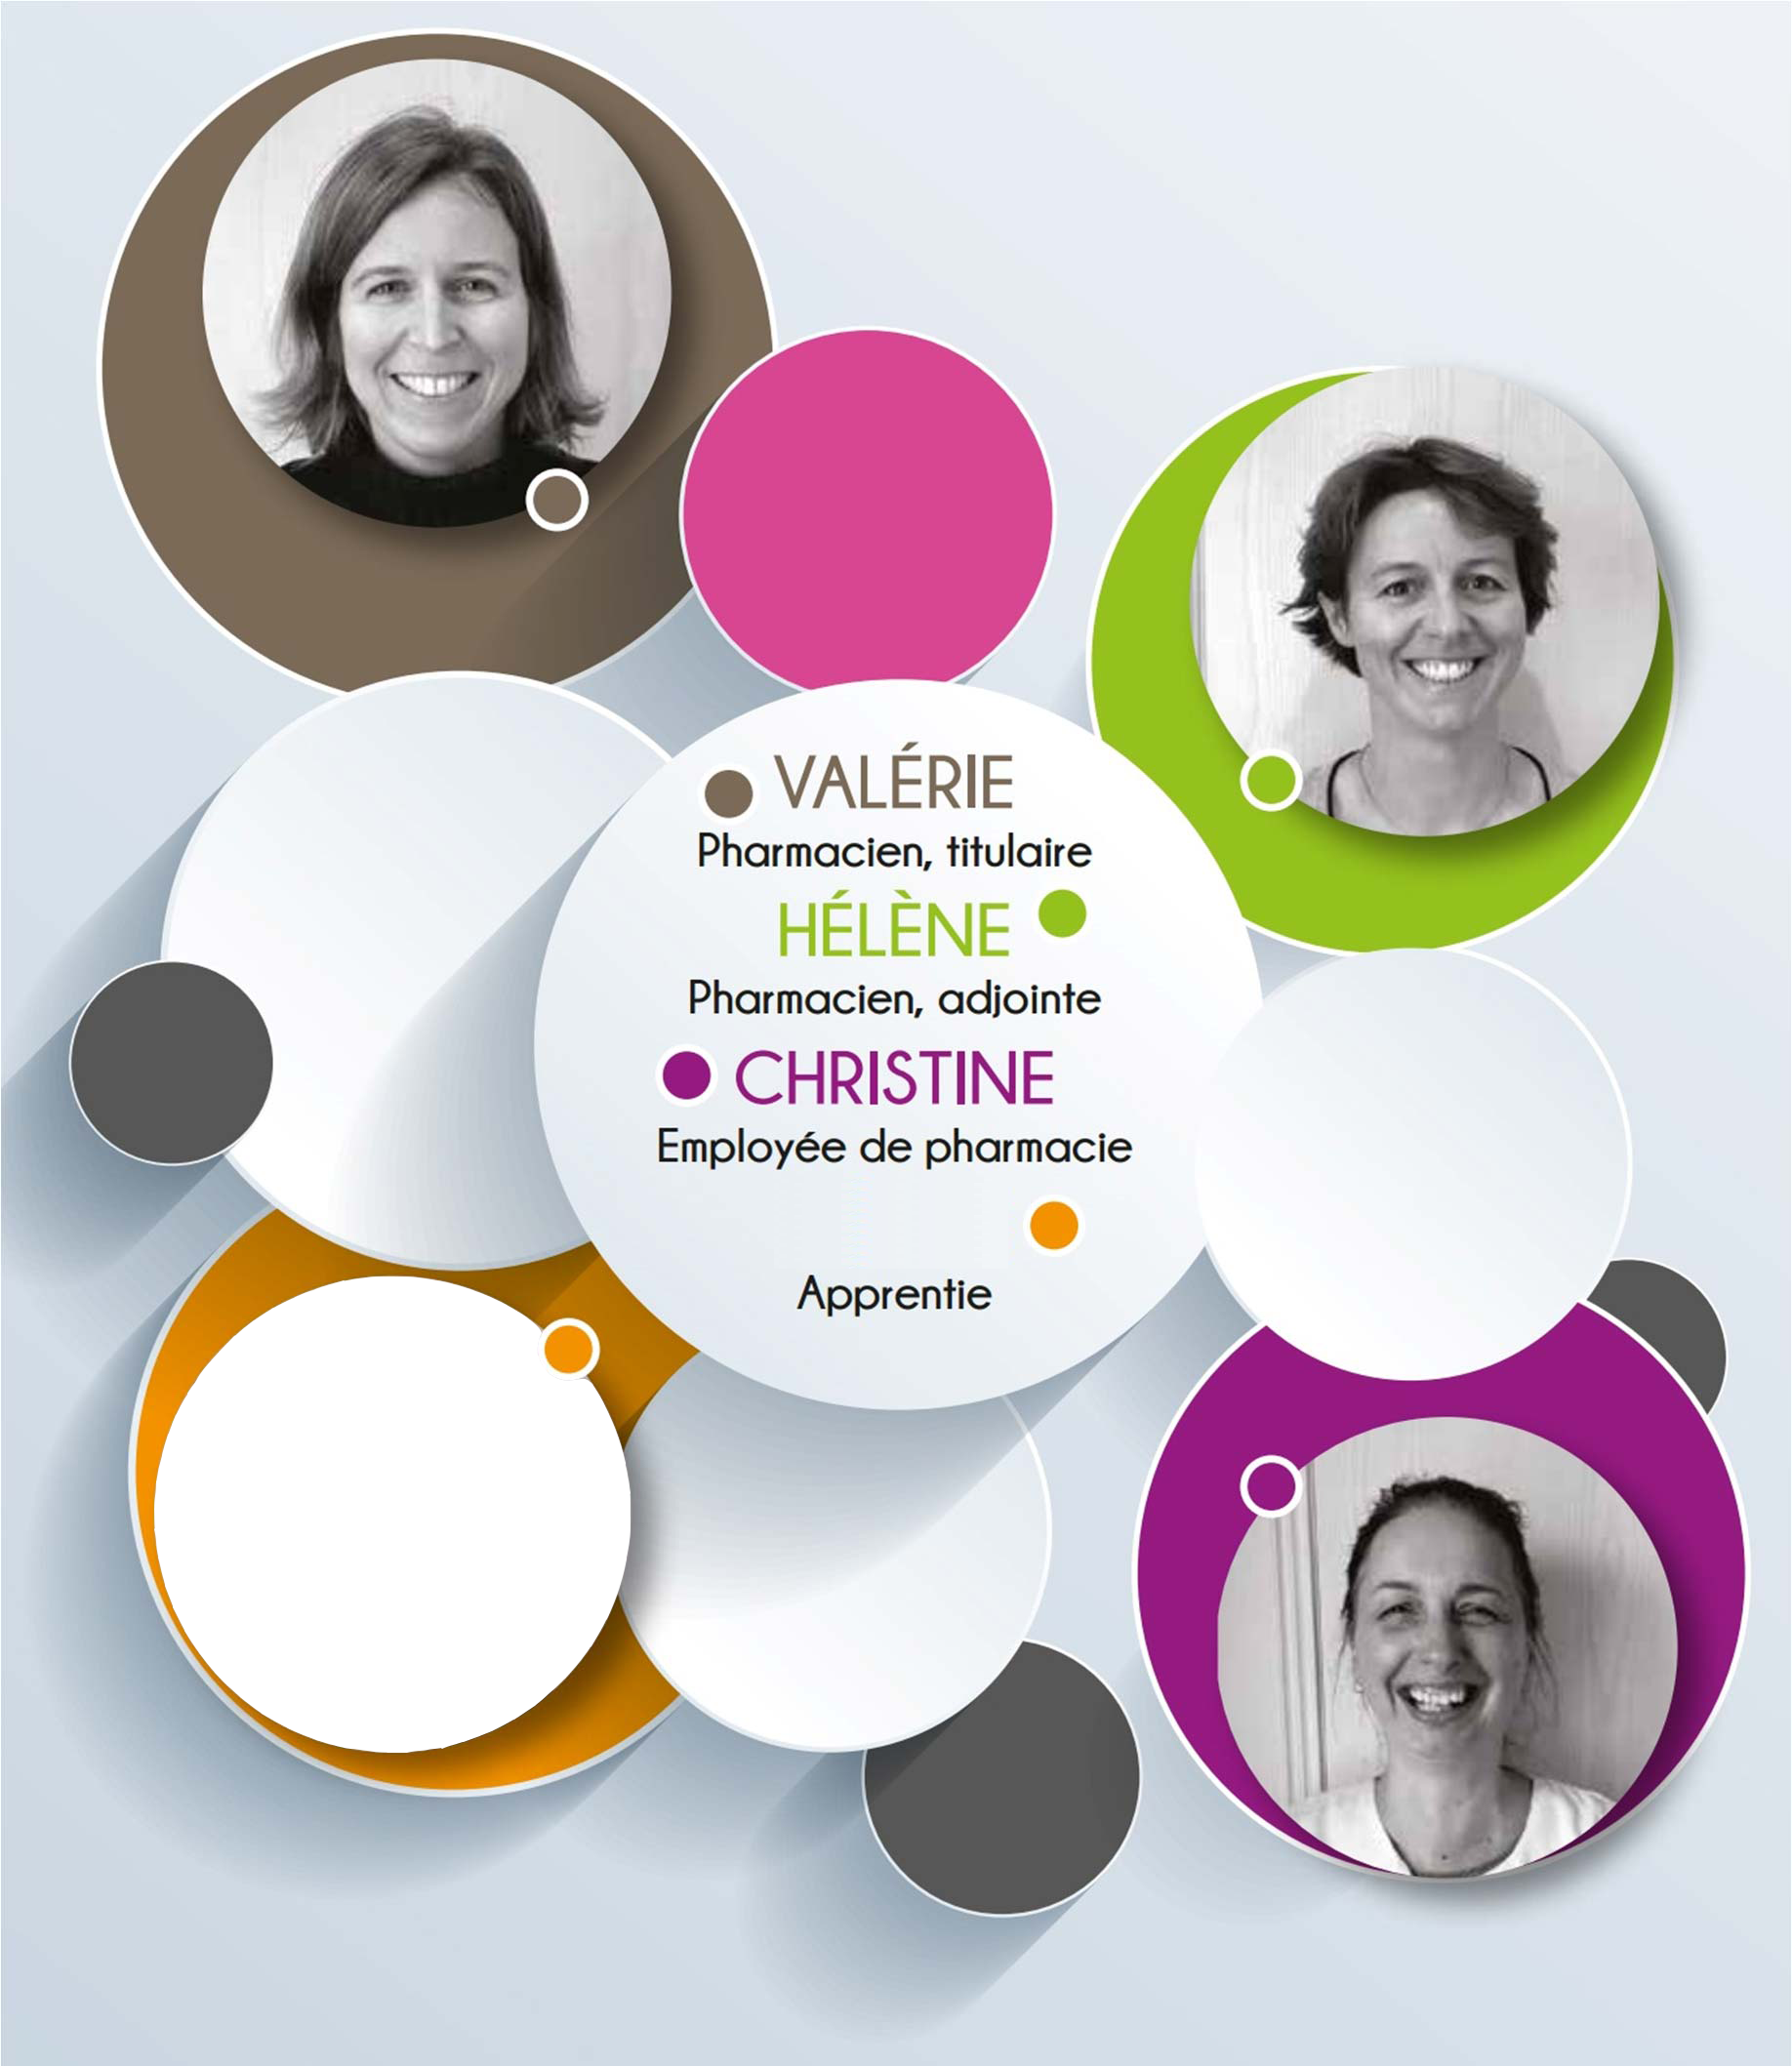 VALÉRIE
Pharmacien, titulaire
HÉLÈNE
Pharmacien, adjointe
CHRISTINE
Employée de pharmacie
Apprentie